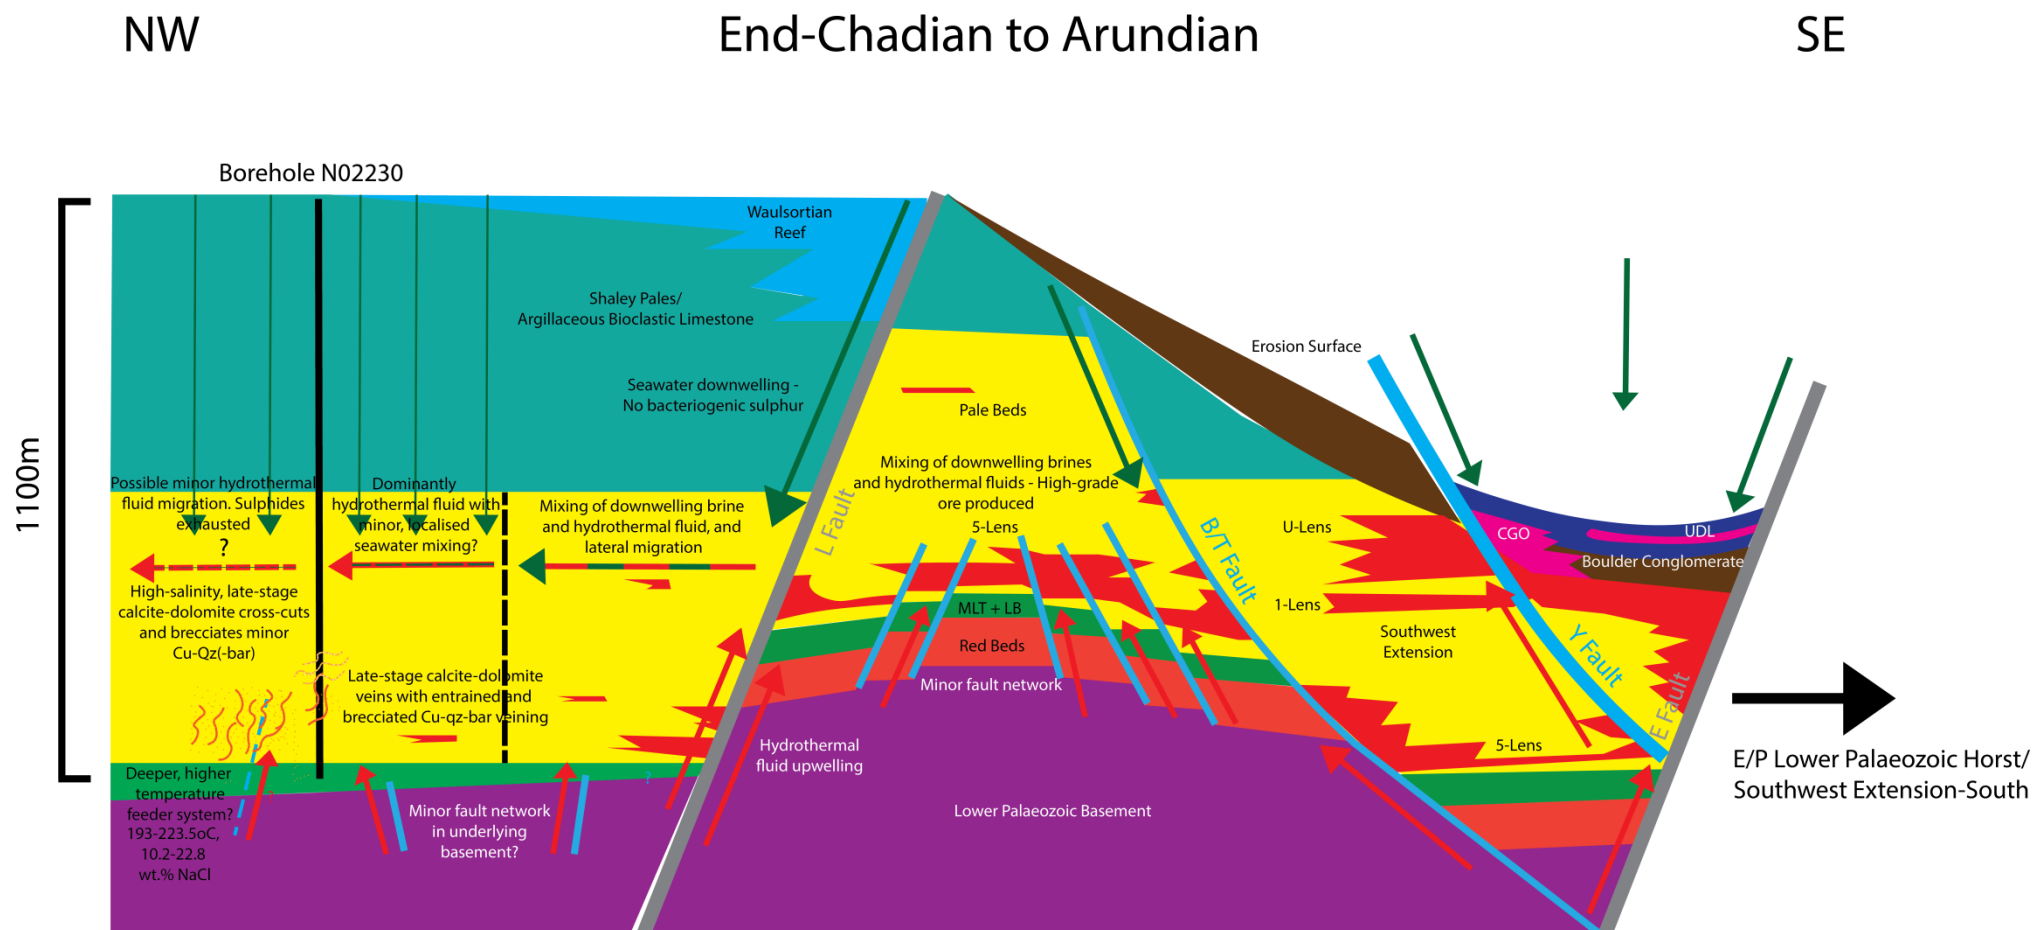 NW
End-Chadian to Arundian
SE
Borehole N02230
1100m
Waulsortian
Reef
Shaley Pales/
Argillaceous Bioclastic Limestone
Seawater downwelling -
No bacteriogenic sulphur
Possible minor hydrothermal
fluid migration. Sulphides
exhausted
?
Dominantly
hydrothermal fluid with
minor, localised
seawater mixing?
Mixing of downwelling brine
and hydrothermal fluid, and
lateral migration
High-salinity, late-stage
calcite-dolomite cross-cuts
and brecciates minor
Cu-Qz(-bar)
Late-stage calcite-dolomite
veins with entrained and
brecciated Cu-qz-bar veining
Deeper, higher
temperature
feeder system?
193-223.5oC,
10.2-22.8
wt.% NaCl
Minor fault network
in underlying
basement?
?
Hydrothermal
fluid upwelling
L Fault
Pale Beds
Mixing of downwelling brines
and hydrothermal fluids - High-grade
ore produced
5-Lens
MLT + LB
Red Beds
Minor fault network
Lower Palaeozoic Basement
B/T Fault
Erosion Surface
U-Lens
1-Lens
Southwest
Extension
5-Lens
CGO
UDL
Boulder Conglomerate
Y Fault
E Fault
E/P Lower Palaeozoic Horst/
Southwest Extension-South